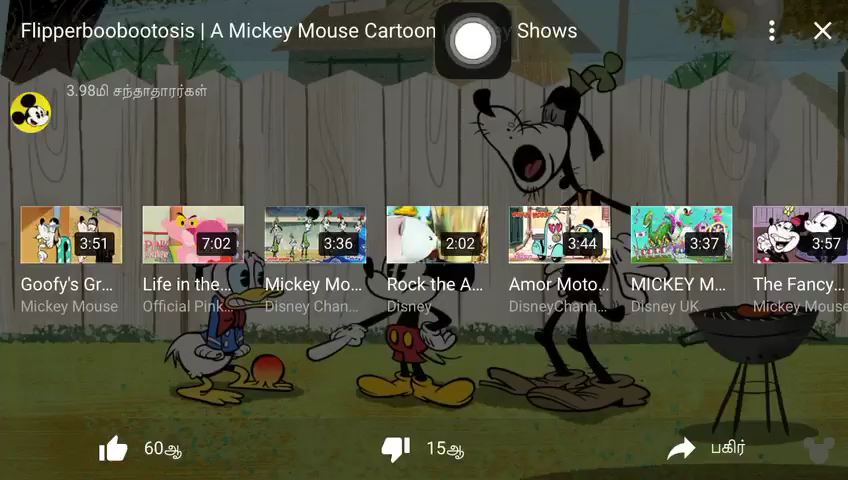 Flipperboobootosis | A Mickey Mouse Cartoon Shows
3.98மி சந்தாதாரர்கள்
3:51
7:02
3:36
2:02
3:44
3:37
3:57
Goofy's Gr...
Life in the...
Mickey Mo...
Rock the A...
Amor Moto...
MICKEY M...
The Fancy...
Mickey Mouse
Official Pink...
Disney Chan...
Disney
DisneyChann...
Disney UK
Mickey Mouse
60ஆ
15ஆ
பகிர்